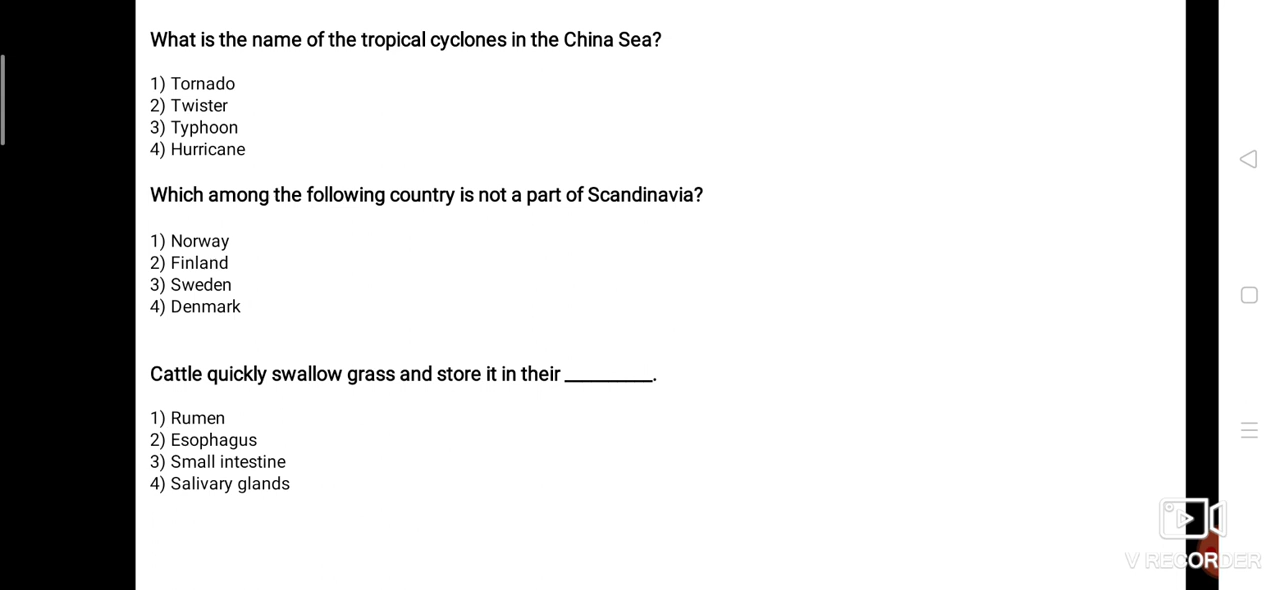 What is the name of the tropical cyclones in the China Sea?
1) Tornado
2) Twister
3) Typhoon
4) Hurricane
Which among the following country is not a part of Scandinavia?
1) Norway
2) Finland
3) Sweden
4) Denmark
Cattle quickly swallow grass and store it in their _________.
1) Rumen
2) Esophagus
3) Small intestine
4) Salivary glands
V RECORDER